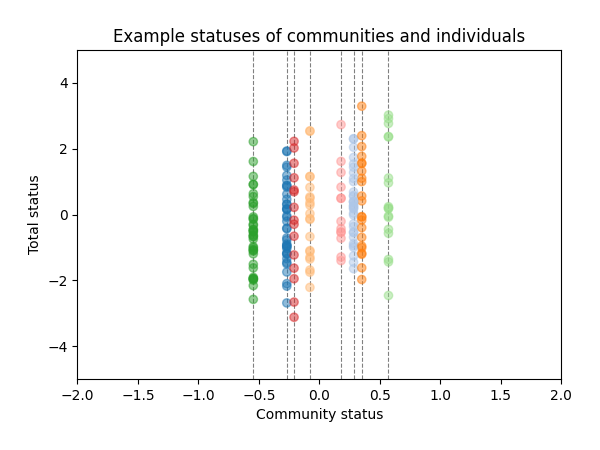 Example statuses of communities and individuals
Total status
4
2
0
−2
−4
−2.0 −1.5 −1.0 −0.5 0.0 0.5 1.0 1.5 2.0
Community status